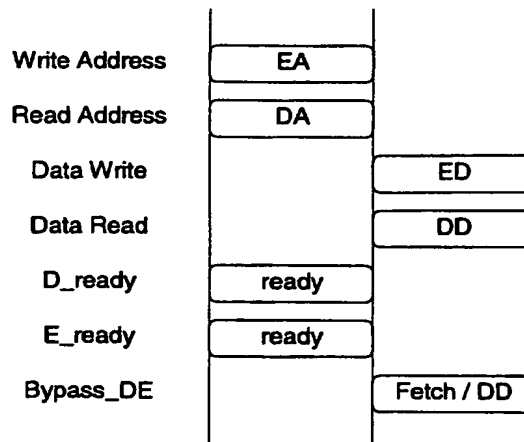 Write Address EA
Read Address DA
Data Write ED
Data Read DD
D_ready ready
E_ready ready
Bypass_DE Fetch / DD